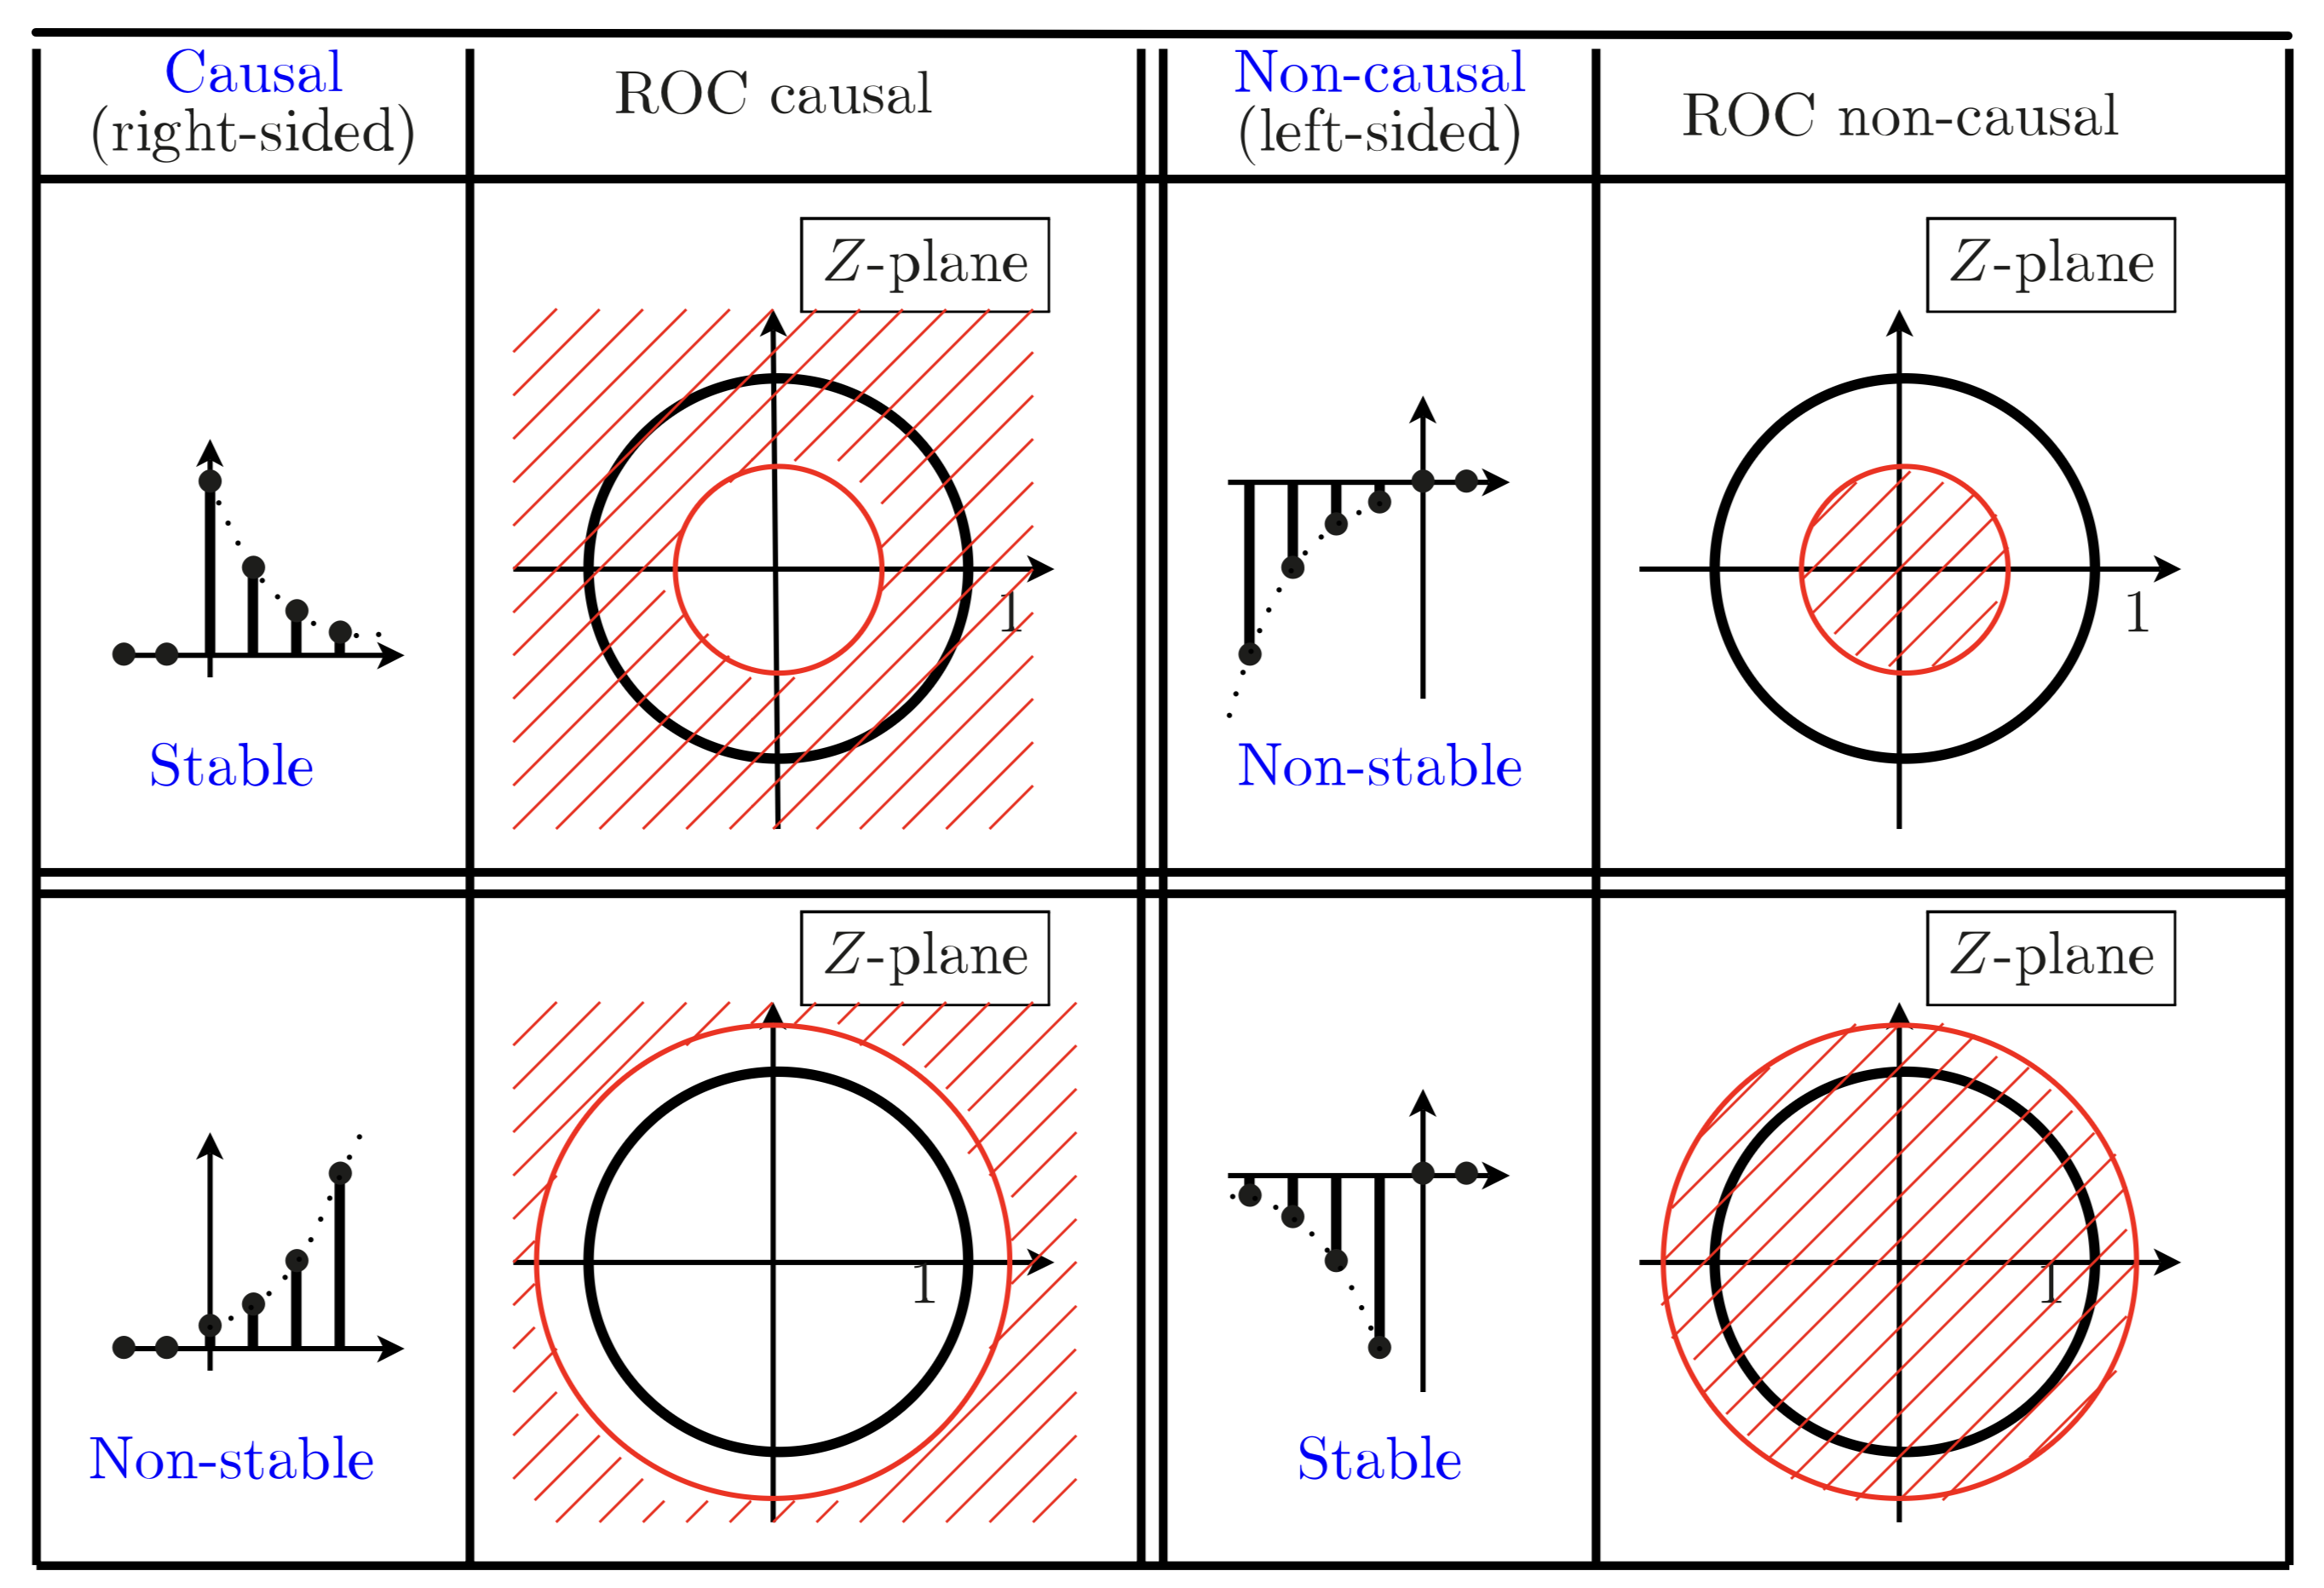 Causal
(right-sided)
ROC causal
Non-causal
(left-sided)
ROC non-causal
Z-plane
1
Stable
Z-plane
1
Non-stable
Z-plane
1
Non-stable
Z-plane
1
Stable